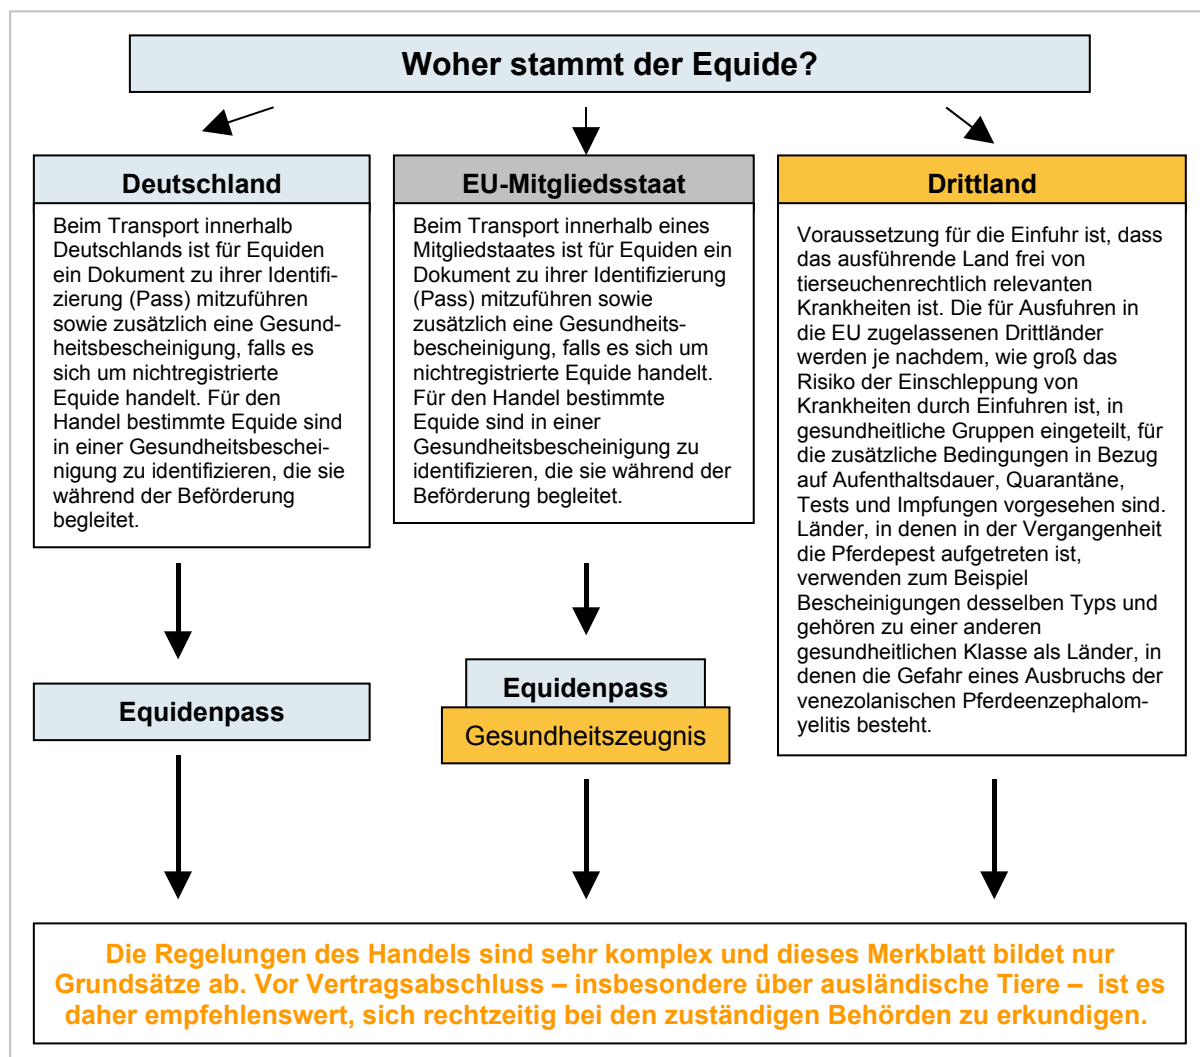 Woher stammt der Equide?
Deutschland
Beim Transport innerhalb
Deutschlands ist für Equiden
ein Dokument zu ihrer Identifi-
zierung (Pass) mitzuführen
sowie zusätzlich eine Gesund-
heitsbescheinigung, falls es
sich um nichtregistrierte
Equide handelt. Für den
Handel bestimmte Equide sind
in einer Gesundheitsbeschei-
nigung zu identifizieren, die sie
während der Beförderung
begleitet.
Equidenpass
EU-Mitgliedsstaat
Beim Transport innerhalb eines
Mitgliedstaates ist für Equiden ein
Dokument zu ihrer Identifizierung
(Pass) mitzuführen sowie
zusätzlich eine Gesundheits-
bescheinigung, falls es sich um
nichtregistrierte Equide handelt.
Für den Handel bestimmte
Equide sind in einer
Gesundheitsbescheinigung zu
identifizieren, die sie während der
Beförderung begleitet.
Equidenpass
Gesundheitszeugnis
Drittland
Voraussetzung für die Einfuhr ist, dass
das ausführende Land frei von
tierseuchenrechtlich relevanten
Krankheiten ist. Die für Ausfuhren in
die EU zugelassenen Drittländer
werden je nachdem, wie groß das
Risiko der Einschleppung von
Krankheiten durch Einfuhren ist, in
gesundheitliche Gruppen eingeteilt, für
die zusätzliche Bedingungen in Bezug
auf Aufenthaltsdauer, Quarantäne,
Tests und Impfungen vorgesehen sind.
Länder, in denen in der Vergangenheit
die Pferdepest aufgetreten ist,
verwenden zum Beispiel
Bescheinigungen desselben Typs und
gehören zu einer anderen
gesundheitlichen Klasse als Länder, in
denen die Gefahr eines Ausbruchs der
venezolanischen Pferdeenzephalom-
yelitis besteht.
Die Regelungen des Handels sind sehr komplex und dieses Merkblatt bildet nur
Grundsätze ab. Vor Vertragsabschluss – insbesondere über ausländische Tiere – ist es
daher empfehlenswert, sich rechtzeitig bei den zuständigen Behörden zu erkundigen.